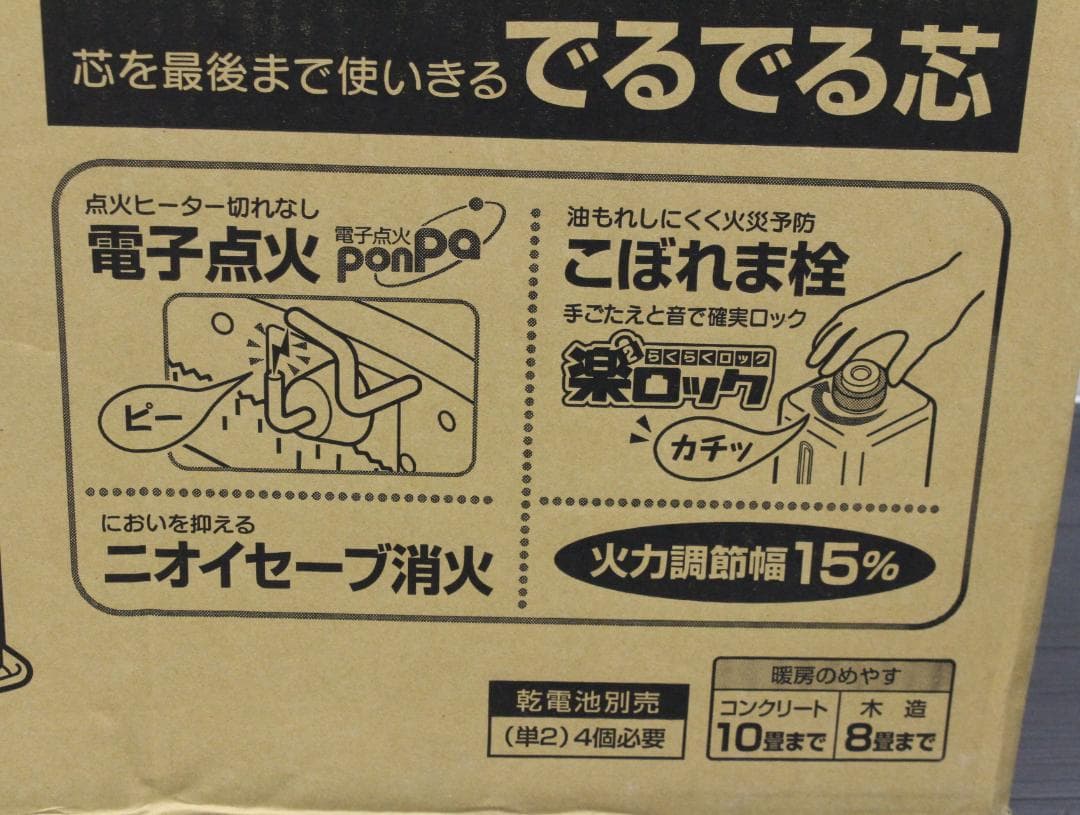 芯を最後まで使いきる でるでる芯
点火ヒーター切れなし
電子点火
電子点火
ponPa
ピー
油もれしにくく火災予防
こぼれま栓
手ごたえと音で確実ロック
らくらくロック
楽ロック
カチッ
においを抑える
ニオイセーブ消火
火力調節幅15%
乾電池別売
(単2)4個必要
暖房のめやす
コンクリート 木造
10畳まで 8畳まで